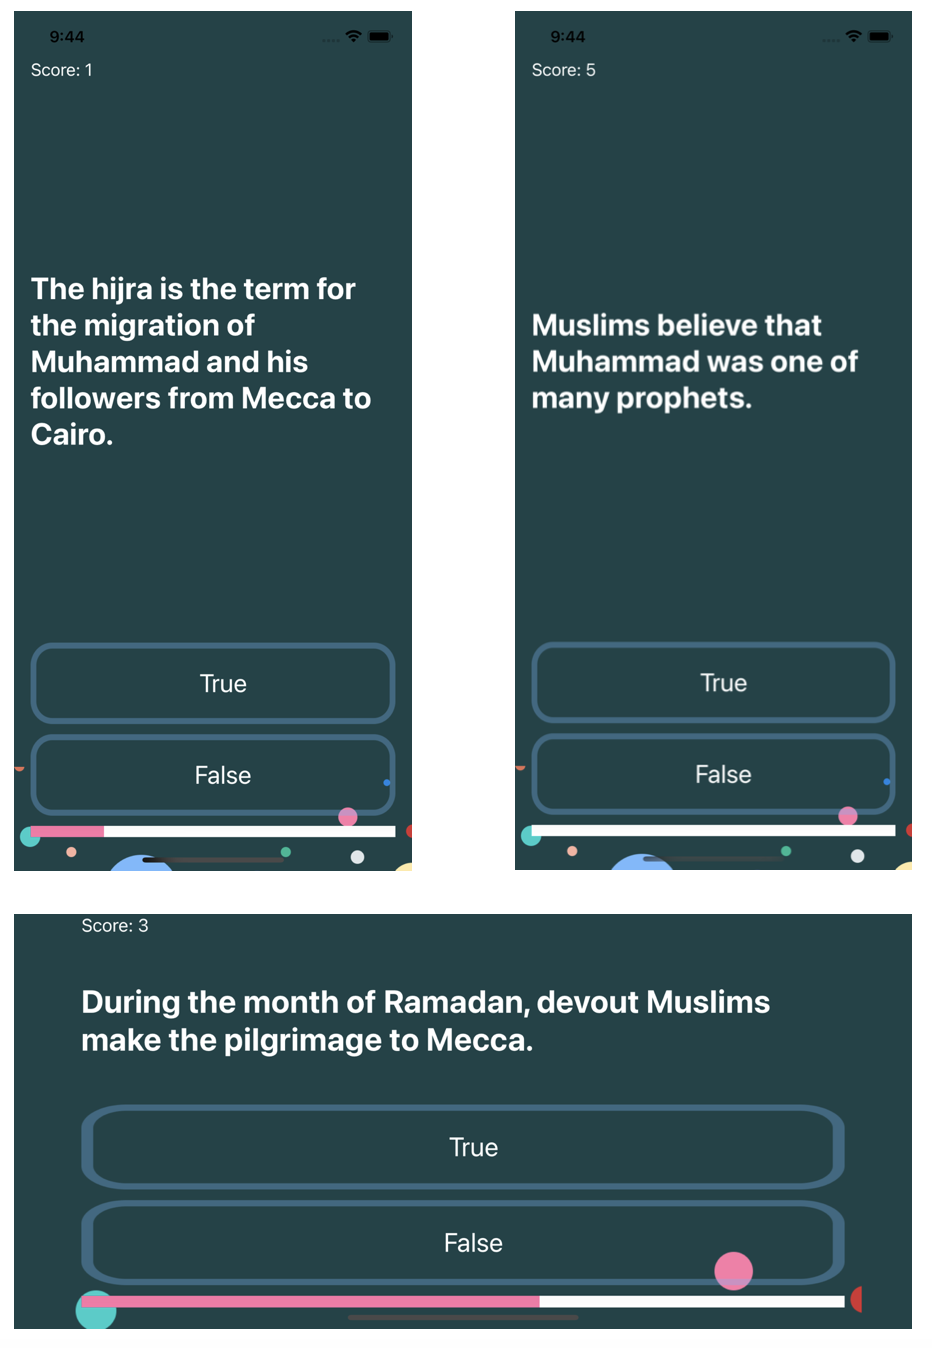 9:44
Score: 1
The hijra is the term for
the migration of
Muhammad and his
followers from Mecca to
Cairo.
True
False
9:44
Score: 5
Muslims believe that
Muhammad was one of
many prophets.
True
False
Score: 3
During the month of Ramadan, devout Muslims
make the pilgrimage to Mecca.
True
False